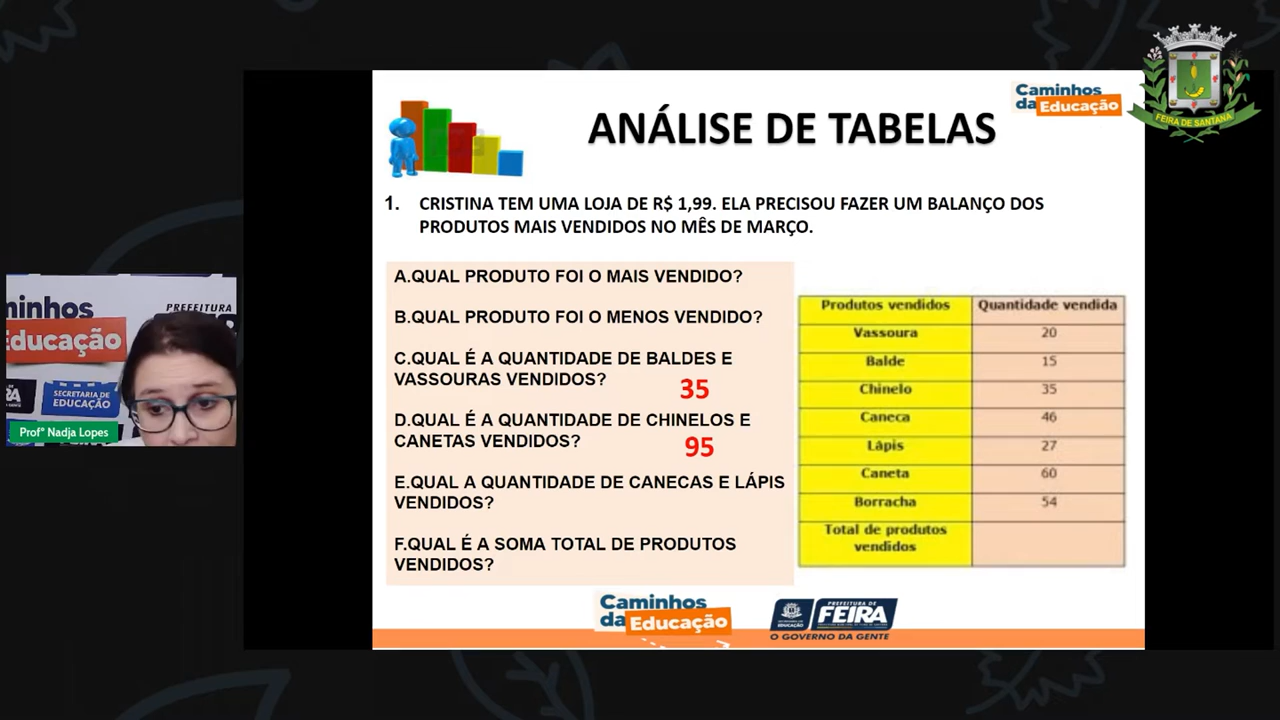 FEIRA DE SANTANA
Caminhos
da Educação
ANÁLISE DE TABELAS
1. CRISTINA TEM UMA LOJA DE R$ 1,99. ELA PRECISOU FAZER UM BALANÇO DOS
PRODUTOS MAIS VENDIDOS NO MÊS DE MARÇO.
A.QUAL PRODUTO FOI O MAIS VENDIDO?
B.QUAL PRODUTO FOI O MENOS VENDIDO?
C.QUAL É A QUANTIDADE DE BALDES E
VASSOURAS VENDIDOS?
35
D.QUAL É A QUANTIDADE DE CHINELOS E
CANETAS VENDIDOS?
95
E.QUAL A QUANTIDADE DE CANECAS E LÁPIS
VENDIDOS?
F.QUAL É A SOMA TOTAL DE PRODUTOS
VENDIDOS?
Produtos vendidos Quantidade vendida
Vassoura 20
Balde 15
Chinelo 35
Caneca 46
Lápis 27
Caneta 60
Borracha 54
Total de produtos
vendidos
minhos
Educação
PREFEITURA
SECRETARIA DE
EDUCAÇÃO
Profª Nadja Lopes
Caminhos
da Educação
PREFEITURA DE
FEIRA
O GOVERNO DA GENTE